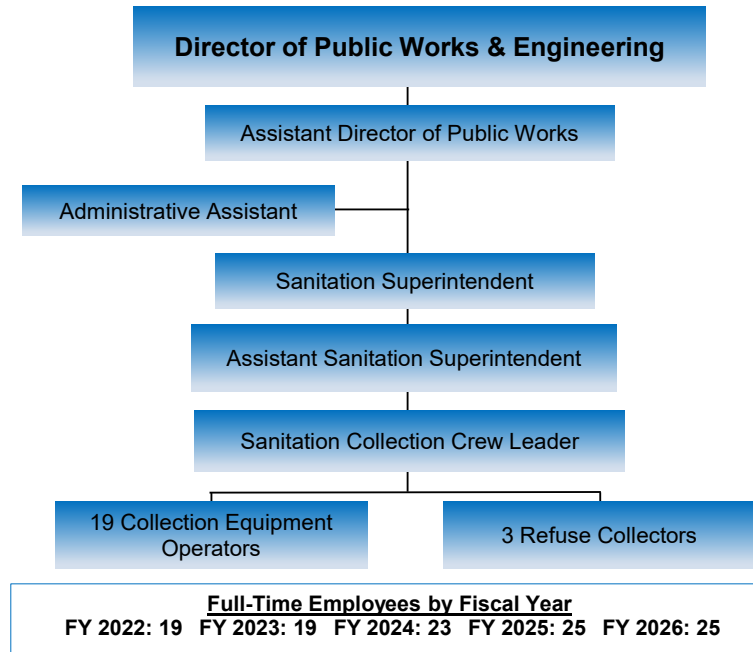 Director of Public Works & Engineering
Assistant Director of Public Works
Administrative Assistant
Sanitation Superintendent
Assistant Sanitation Superintendent
Sanitation Collection Crew Leader
19 Collection Equipment
Operators
3 Refuse Collectors
Full-Time Employees by Fiscal Year
FY 2022: 19 FY 2023: 19 FY 2024: 23 FY 2025: 25 FY 2026: 25